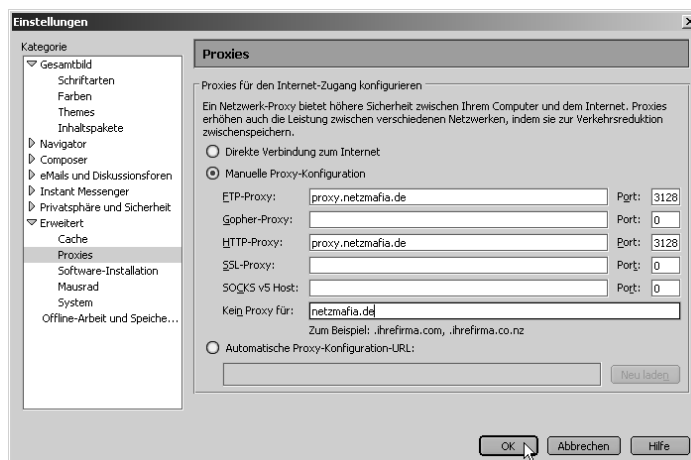 Einstellungen
Kategorie
Gesamtbild
Schriftarten
Farben
Themes
Inhaltspakete
Navigator
Composer
eMails und Diskussionsforen
Instant Messenger
Privatsphäre und Sicherheit
Erweitert
Cache
Proxies
Software-Installation
Mausrad
System
Offline-Arbeit und Speiche...
Proxies
Proxies für den Internet-Zugang konfigurieren
Ein Netzwerk-Proxy bietet höhere Sicherheit zwischen Ihrem Computer und dem Internet. Proxies
erhöhen auch die Leistung zwischen verschiedenen Netzwerken, indem sie zur Verkehrsreduktion
zwischenspeichern.
Direkte Verbindung zum Internet
Manuelle Proxy-Konfiguration
FTP-Proxy: proxy.netzmafia.de Port: 3128
Gopher-Proxy: Port: 0
HTTP-Proxy: proxy.netzmafia.de Port: 3128
SSL-Proxy: Port: 0
SOCKS v5 Host: Port: 0
Kein Proxy für: netzmafia.de
Zum Beispiel: .ihrefirma.com, .ihrefirma.co.nz
Automatische Proxy-Konfiguration-URL:
Neu laden
OK Abbrechen Hilfe